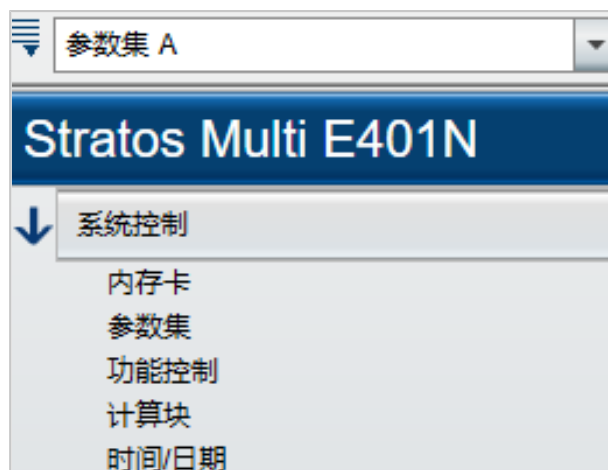 参数集 A
Stratos Multi E401N
系统控制
内存卡
参数集
功能控制
计算块
时间/日期